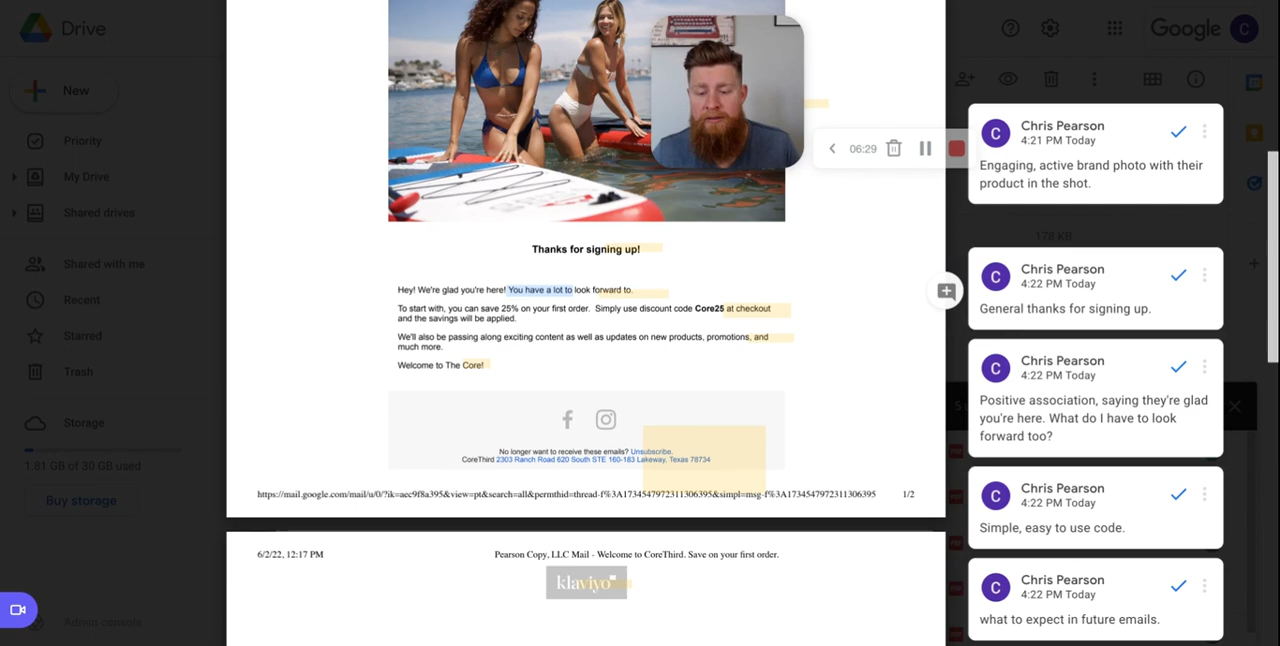 Drive
Google
C
New
Priority
My Drive
Shared drives
Shared with me
Recent
Starred
Trash
Storage
1.81 GB of 30 GB used
Buy storage
Admin console
06:29
Thanks for signing up!
Hey! We're glad you're here! You have a lot to look forward to.
To start with, you can save 25% on your first order. Simply use discount code Core25 at checkout
and the savings will be applied.
We'll also be passing along exciting content as well as updates on new products, promotions, and
much more.
Welcome to The Core!
No longer want to receive these emails? Unsubscribe.
CoreThird 2303 Ranch Road 620 South STE 160-183 Lakeway, Texas 78734
https://mail.google.com/mail/u/0/?ik=aec9f8a395&view=pt&search=all&permthid=thread-f%3A1734547972311306395&simpl=msg-f%3A1734547972311306395 1/2
6/2/22, 12:17 PM Pearson Copy, LLC Mail - Welcome to CoreThird. Save on your first order.
klaviyo
C
Chris Pearson
4:21 PM Today
Engaging, active brand photo with their
product in the shot.
178 KB
C
Chris Pearson
4:22 PM Today
General thanks for signing up.
C
Chris Pearson
4:22 PM Today
Positive association, saying they're glad
you're here. What do I have to look
forward too?
C
Chris Pearson
4:22 PM Today
Simple, easy to use code.
C
Chris Pearson
4:22 PM Today
what to expect in future emails.